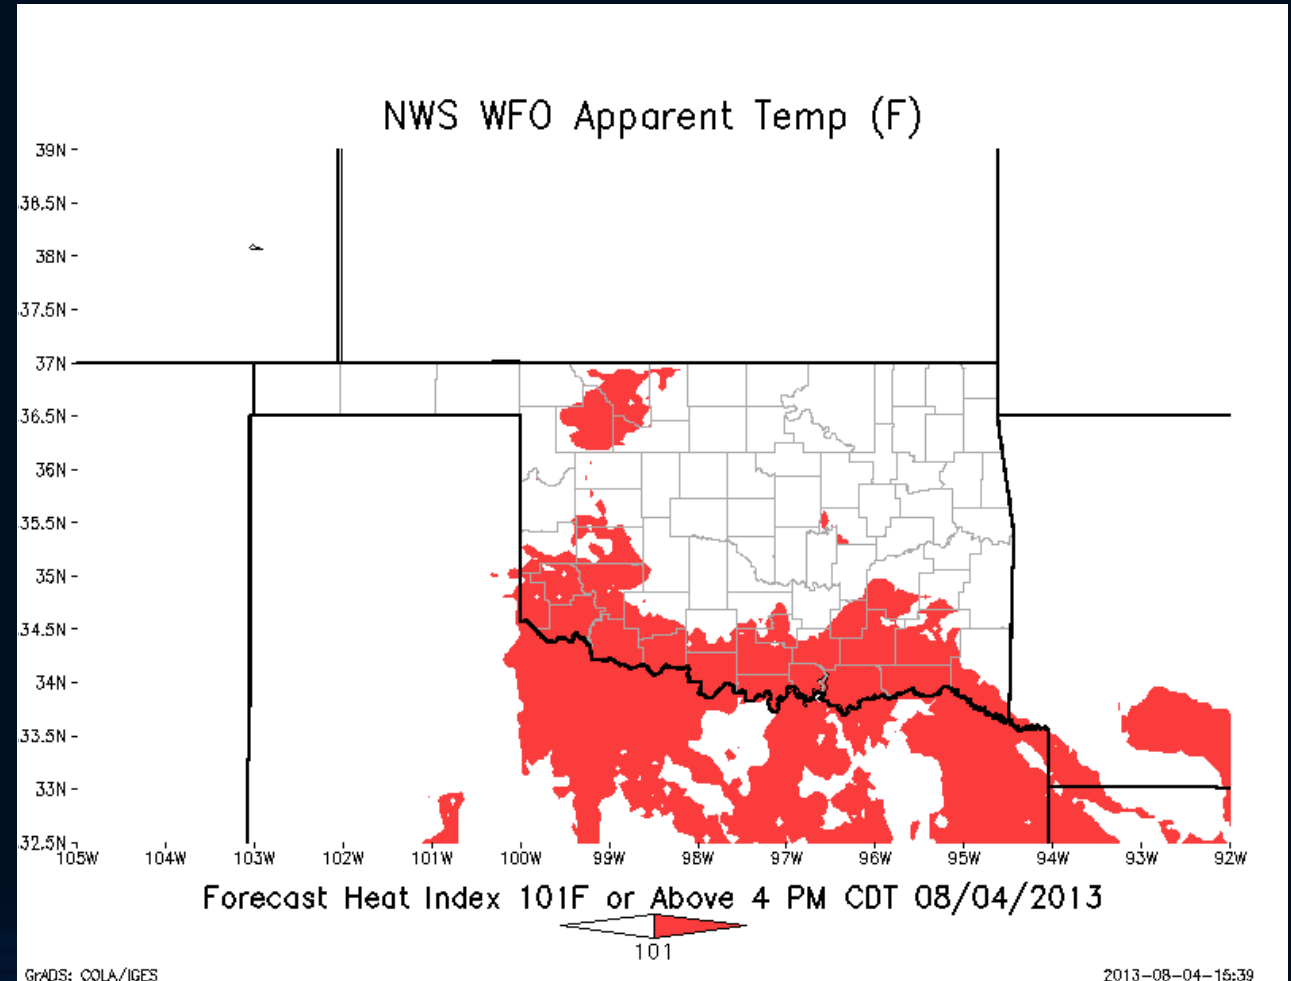 NWS WFO Apparent Temp (F)
39N
38.5N
38N
37.5N
37N
36.5N
36N
35.5N
35N
34.5N
34N
33.5N
33N
32.5N
105W 104W 103W 102W 101W 100W 99W 98W 97W 96W 95W 94W 93W 92W
Forecast Heat Index 101F or Above 4 PM CDT 08/04/2013
101
GrADS: COLA/IGES
2013-08-04-15:39